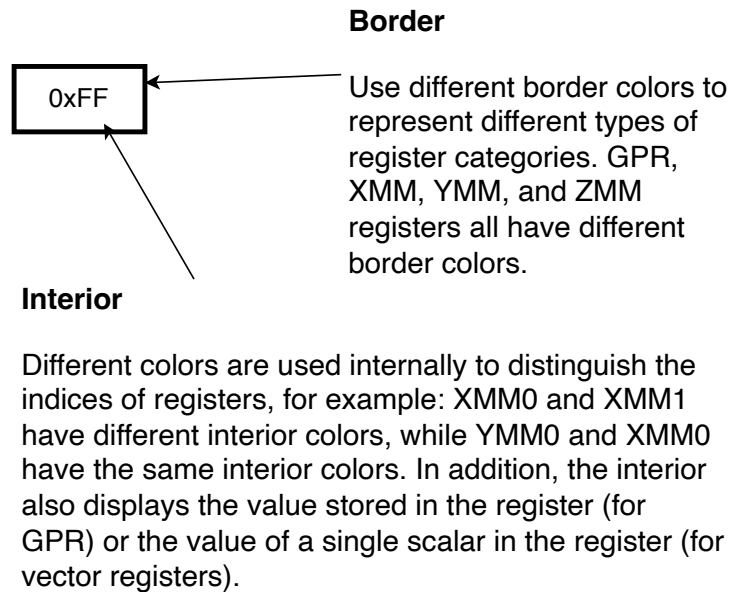 Border
0xFF
Use different border colors to
represent different types of
register categories. GPR,
XMM, YMM, and ZMM
registers all have different
border colors.
Interior
Different colors are used internally to distinguish the
indices of registers, for example: XMM0 and XMM1
have different interior colors, while YMM0 and XMM0
have the same interior colors. In addition, the interior
also displays the value stored in the register (for
GPR) or the value of a single scalar in the register (for
vector registers).